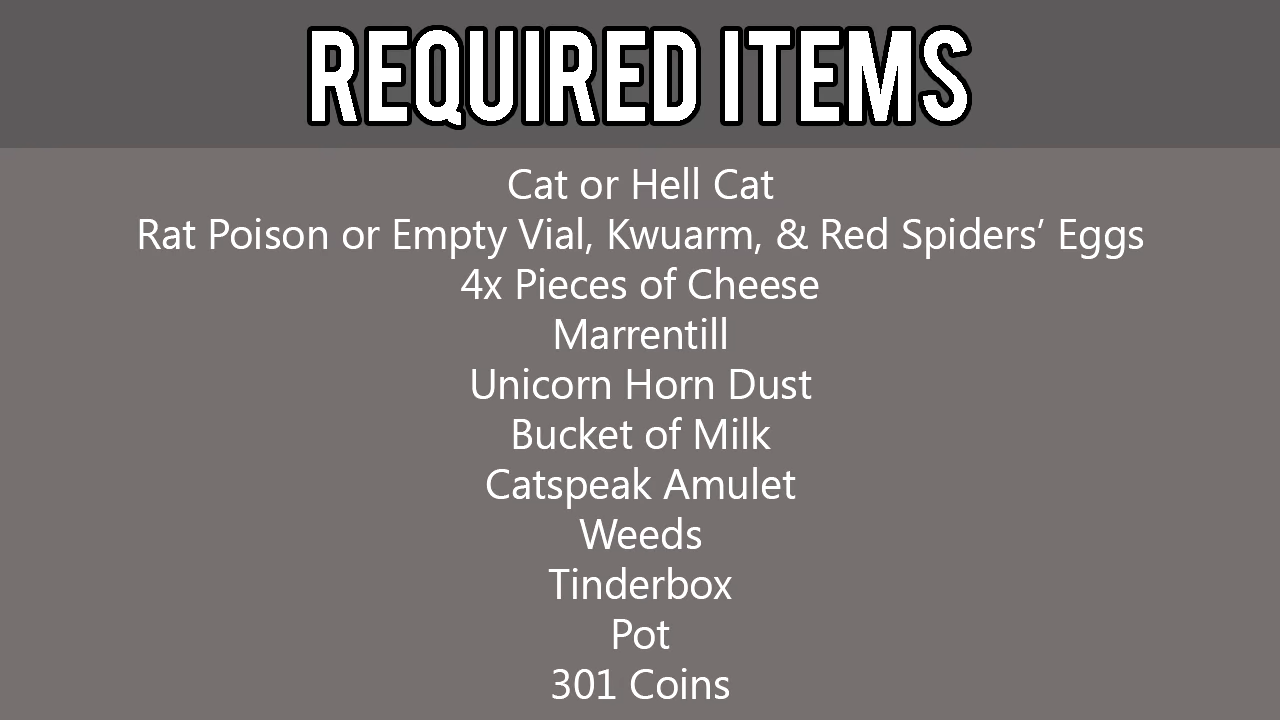 REQUIRED ITEMS
Cat or Hell Cat
Rat Poison or Empty Vial, Kwuarm, & Red Spiders’ Eggs
4x Pieces of Cheese
Marrentill
Unicorn Horn Dust
Bucket of Milk
Catspeak Amulet
Weeds
Tinderbox
Pot
301 Coins